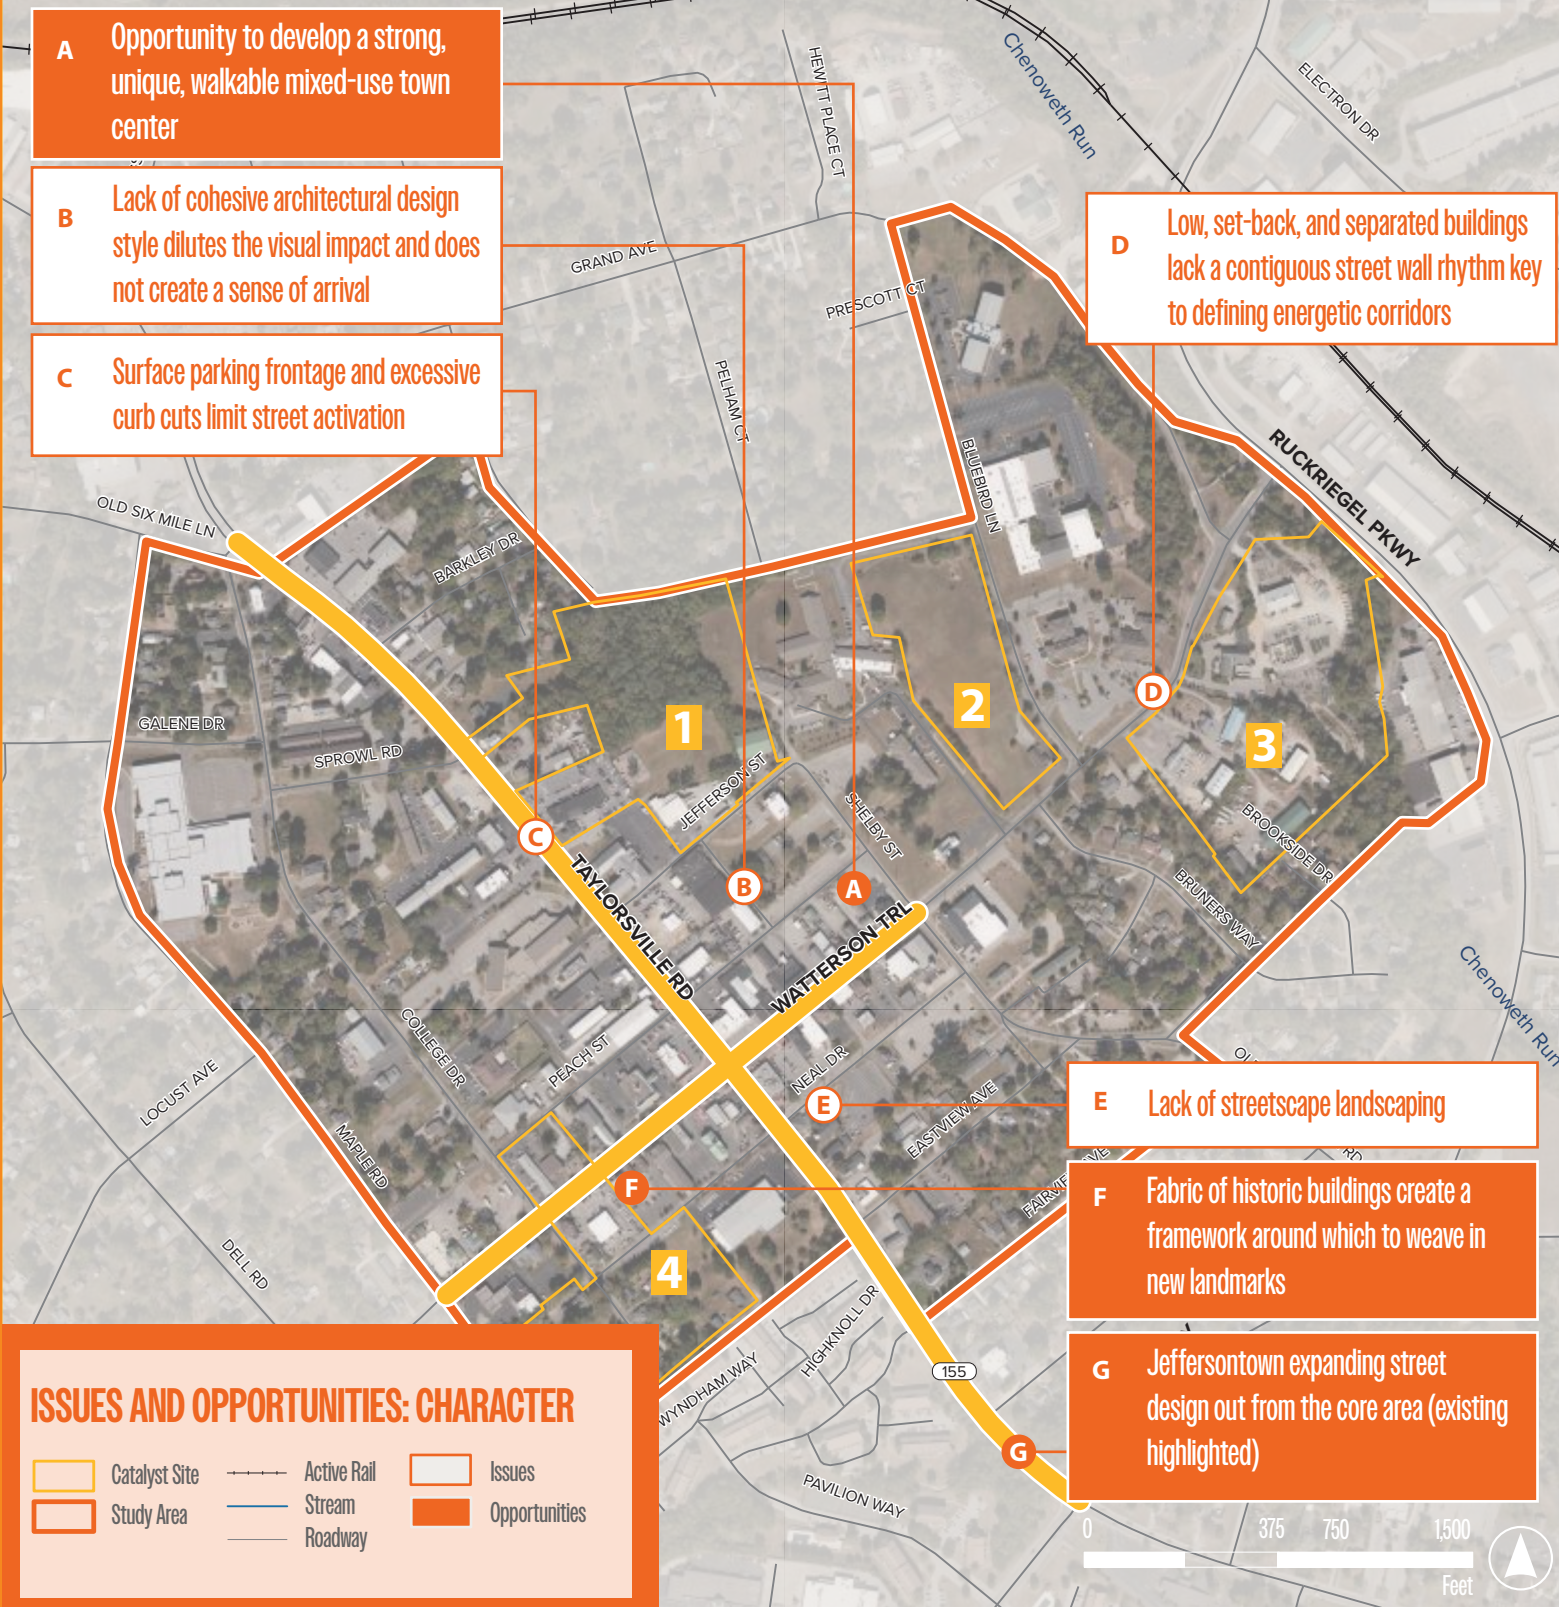 A
Opportunity to develop a strong,
unique, walkable mixed-use town
center
B
Lack of cohesive architectural design
style dilutes the visual impact and does
not create a sense of arrival
C
Surface parking frontage and excessive
curb cuts limit street activation
D
Low, set-back, and separated buildings
lack a contiguous street wall rhythm key
to defining energetic corridors
HEWITT PLACE CT
Chenoweth Run
ELECTRON DR
GRAND AVE
PRESCOTT CT
PELHAM CT
BLUEBIRD LN
RUCKRIEGEL PKWY
OLD SIX MILE LN
BARKLEY DR
GALENE DR
SPROWL RD
1
2
3
D
JEFFERSON ST
SHELBY ST
BROOKSIDE DR
C
B
A
TAYLORSVILLE RD
WATTERSON TRL
BRUNERS WAY
Chenoweth Run
COLLEGE DR
PEACH ST
NEAL DR
LOCUST AVE
MAPLE RD
E
EASTVIEW AVE
RD
F
DELL RD
4
HIGHKNOLL DR
WYNDHAM WAY
155
G
PAVILION WAY
E
Lack of streetscape landscaping
F
Fabric of historic buildings create a
framework around which to weave in
new landmarks
G
Jeffersontown expanding street
design out from the core area (existing
highlighted)
ISSUES AND OPPORTUNITIES: CHARACTER
Catalyst Site
Study Area
Active Rail
Stream
Roadway
Issues
Opportunities
0 375 750 1,500
Feet